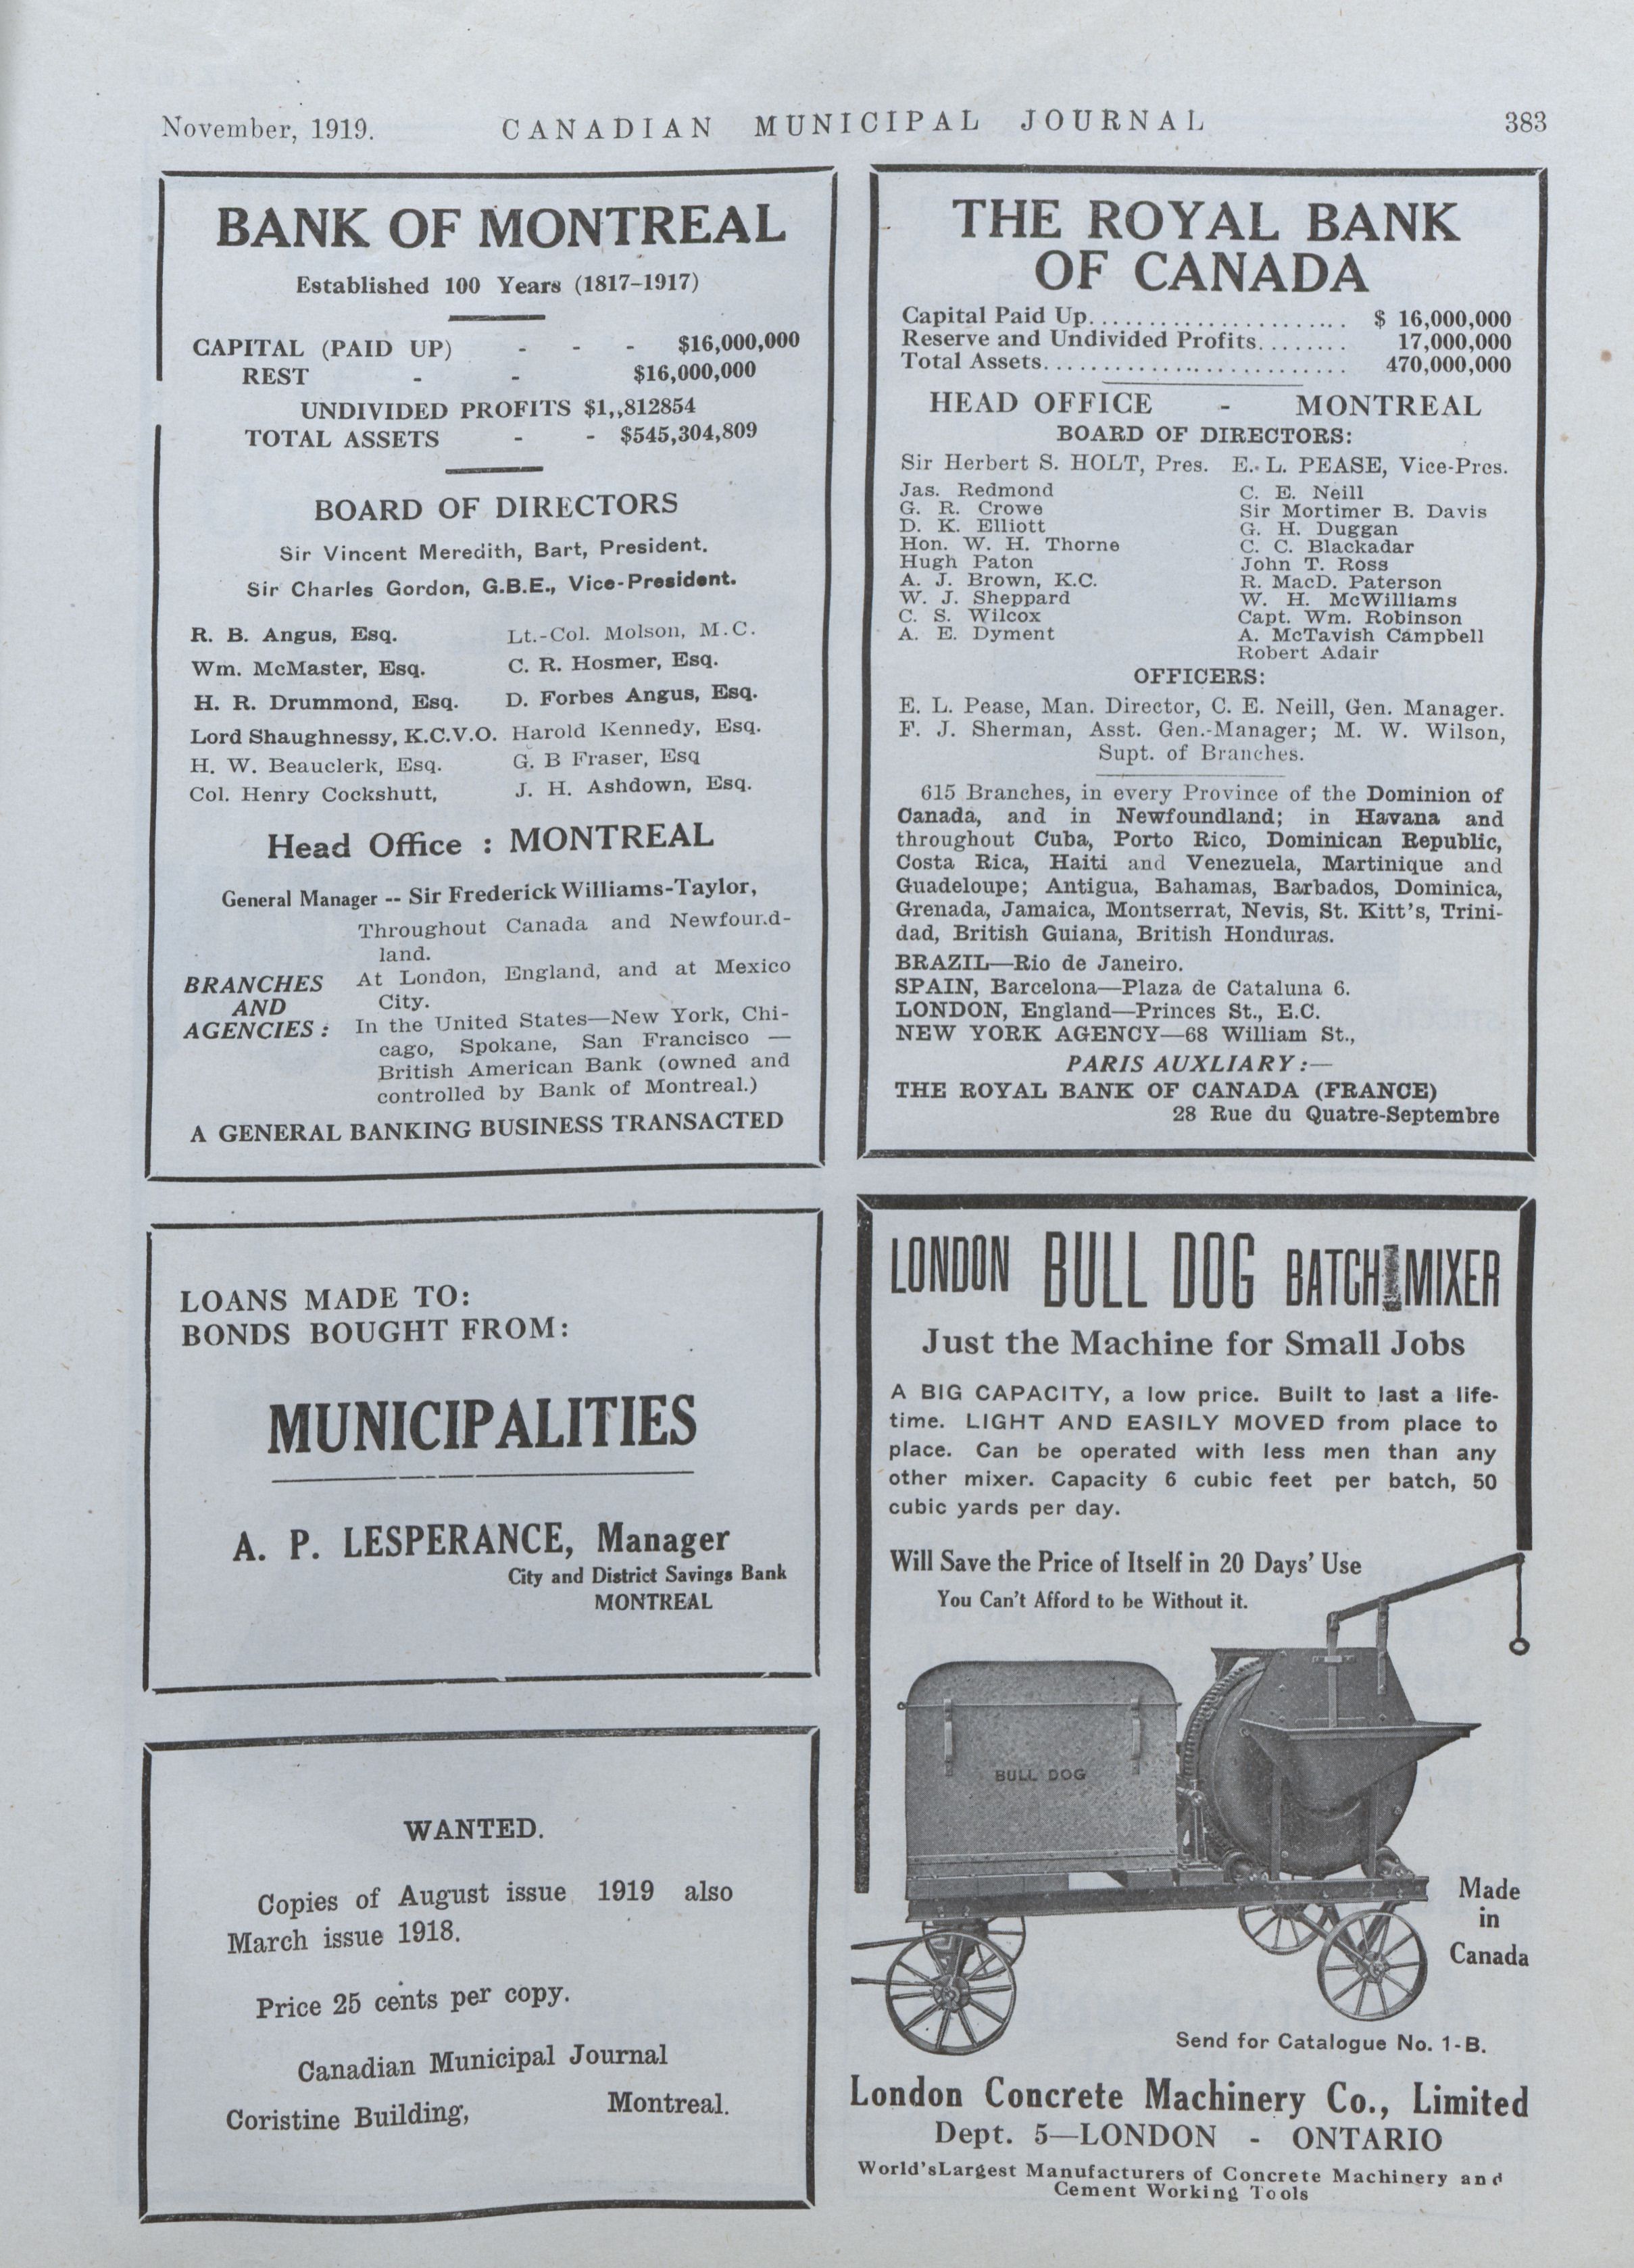 November, 1919.
CANADIAN MUNICIPAL JOURNAL
383
BANK OF MONTREAL
Established 100 Years (1817–1917)
CAPITAL (PAID UP) - - - $16,000,000
REST - - $16,000,000
UNDIVIDED PROFITS $1,,812854
TOTAL ASSETS - - $545,304,809
BOARD OF DIRECTORS
Sir Vincent Meredith, Bart, President.
Sir Charles Gordon, G.B.E., Vice-President.
R. B. Angus, Esq. Lt.-Col. Molson, M.C.
Wm. McMaster, Esq. C. R. Hosmer, Esq.
H. R. Drummond, Esq. D. Forbes Angus, Esq.
Lord Shaughnessy, K.C.V.O. Harold Kennedy, Esq.
H. W. Beauclerk, Esq. G. B Fraser, Esq
Col. Henry Cockshutt, J. H. Ashdown, Esq.
Head Office : MONTREAL
General Manager -- Sir Frederick Williams-Taylor,
BRANCHES
AND
AGENCIES :
Throughout Canada and Newfound-
land.
At London, England, and at Mexico
City.
In the United States—New York, Chi-
cago, Spokane, San Francisco —
British American Bank (owned and
controlled by Bank of Montreal.)
A GENERAL BANKING BUSINESS TRANSACTED
THE ROYAL BANK
OF CANADA
Capital Paid Up........................ $ 16,000,000
Reserve and Undivided Profits........ 17,000,000
Total Assets........................... 470,000,000
HEAD OFFICE - MONTREAL
BOARD OF DIRECTORS:
Sir Herbert S. HOLT, Pres. E. L. PEASE, Vice-Pres.
Jas. Redmond
G. R. Crowe
D. K. Elliott
Hon. W. H. Thorne
Hugh Paton
A. J. Brown, K.C.
W. J. Sheppard
C. S. Wilcox
A. E. Dyment
C. E. Neill
Sir Mortimer B. Davis
G. H. Duggan
C. C. Blackadar
John T. Ross
R. MacD. Paterson
W. H. McWilliams
Capt. Wm. Robinson
A. McTavish Campbell
Robert Adair
OFFICERS:
E. L. Pease, Man. Director, C. E. Neill, Gen. Manager.
F. J. Sherman, Asst. Gen.-Manager; M. W. Wilson,
Supt. of Branches.
615 Branches, in every Province of the Dominion of
Canada, and in Newfoundland; in Havana and
throughout Cuba, Porto Rico, Dominican Republic,
Costa Rica, Haiti and Venezuela, Martinique and
Guadeloupe; Antigua, Bahamas, Barbados, Dominica,
Grenada, Jamaica, Montserrat, Nevis, St. Kitt's, Trini-
dad, British Guiana, British Honduras.
BRAZIL—Rio de Janeiro.
SPAIN, Barcelona—Plaza de Cataluna 6.
LONDON, England—Princes St., E.C.
NEW YORK AGENCY—68 William St.,
PARIS AUXLIARY :—
THE ROYAL BANK OF CANADA (FRANCE)
28 Rue du Quatre-Septembre
LOANS MADE TO:
BONDS BOUGHT FROM:
MUNICIPALITIES
A. P. LESPERANCE, Manager
City and District Savings Bank
MONTREAL
WANTED.
Copies of August issue 1919 also
March issue 1918.
Price 25 cents per copy.
Canadian Municipal Journal
Coristine Building, Montreal.
LONDON BULL DOG BATCH MIXER
Just the Machine for Small Jobs
A BIG CAPACITY, a low price. Built to last a life-
time. LIGHT AND EASILY MOVED from place to
place. Can be operated with less men than any
other mixer. Capacity 6 cubic feet per batch, 50
cubic yards per day.
Will Save the Price of Itself in 20 Days' Use
You Can't Afford to be Without it.
BULL DOG
Made
in
Canada
Send for Catalogue No. 1-B.
London Concrete Machinery Co., Limited
Dept. 5—LONDON - ONTARIO
World'sLargest Manufacturers of Concrete Machinery and
Cement Working Tools